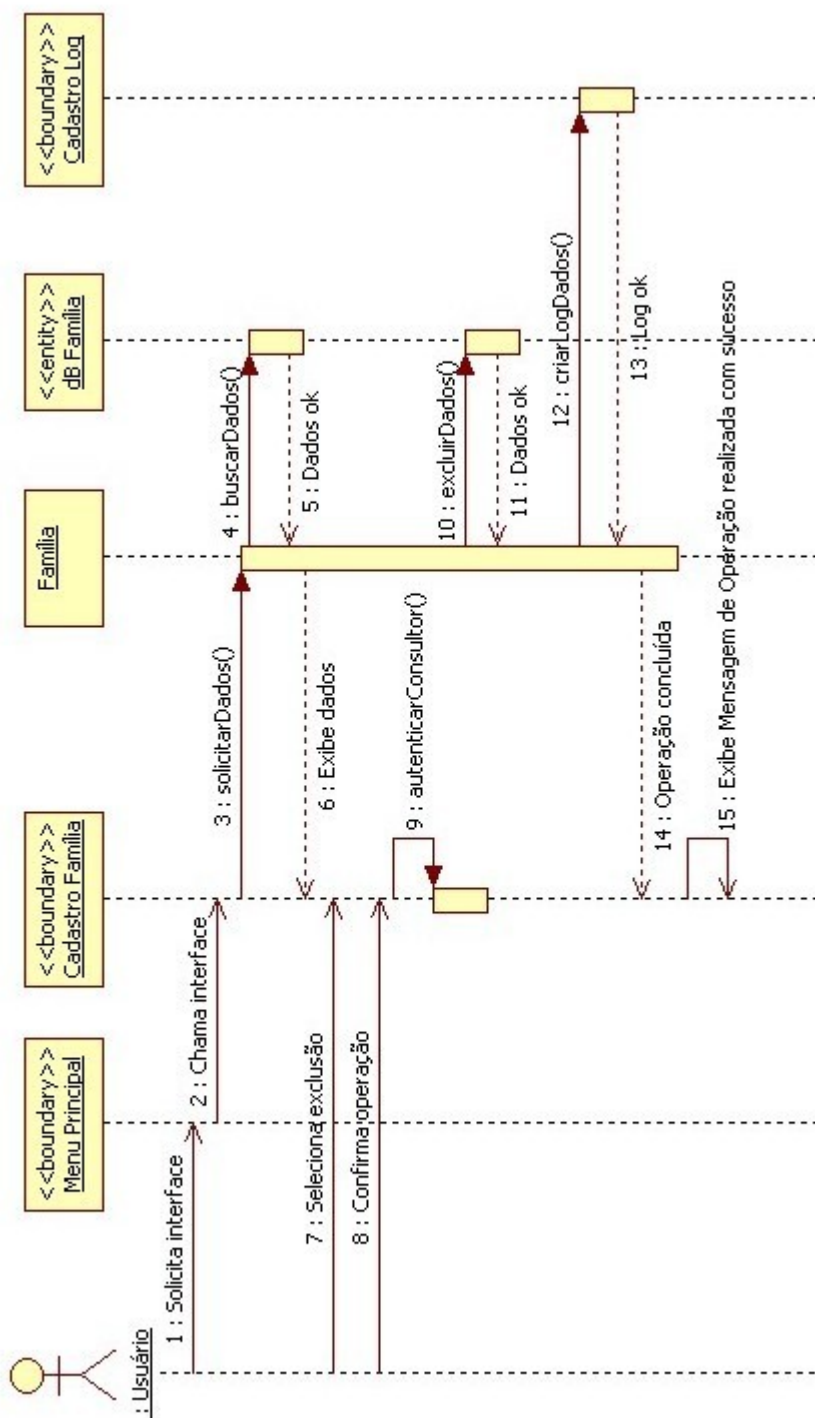 : Usuário
<<boundary>>
Menu Principal
<<boundary>>
Cadastro Família
Família
<<entity>>
dB Família
<<boundary>>
Cadastro Log
1 : Solicita interface
2 : Chama interface
3 : solicitarDados()
4 : buscarDados()
5 : Dados ok
6 : Exibe dados
7 : Seleciona exclusão
8 : Confirma operação
9 : autenticarConsultor()
10 : excluirDados()
11 : Dados ok
12 : criarLogDados()
13 : Log ok
14 : Operação concluída
15 : Exibe Mensagem de Operação realizada com sucesso